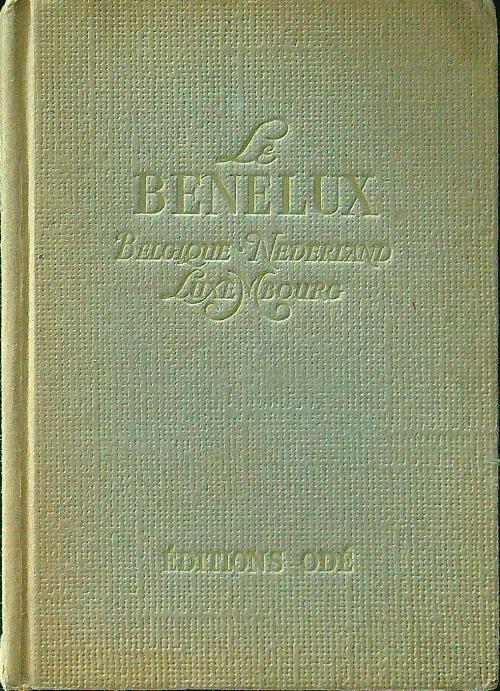 Le
BENELUX
BELGIQUE · NEDERLAND
LUXEMBOURG
ÉDITIONS ODÉ